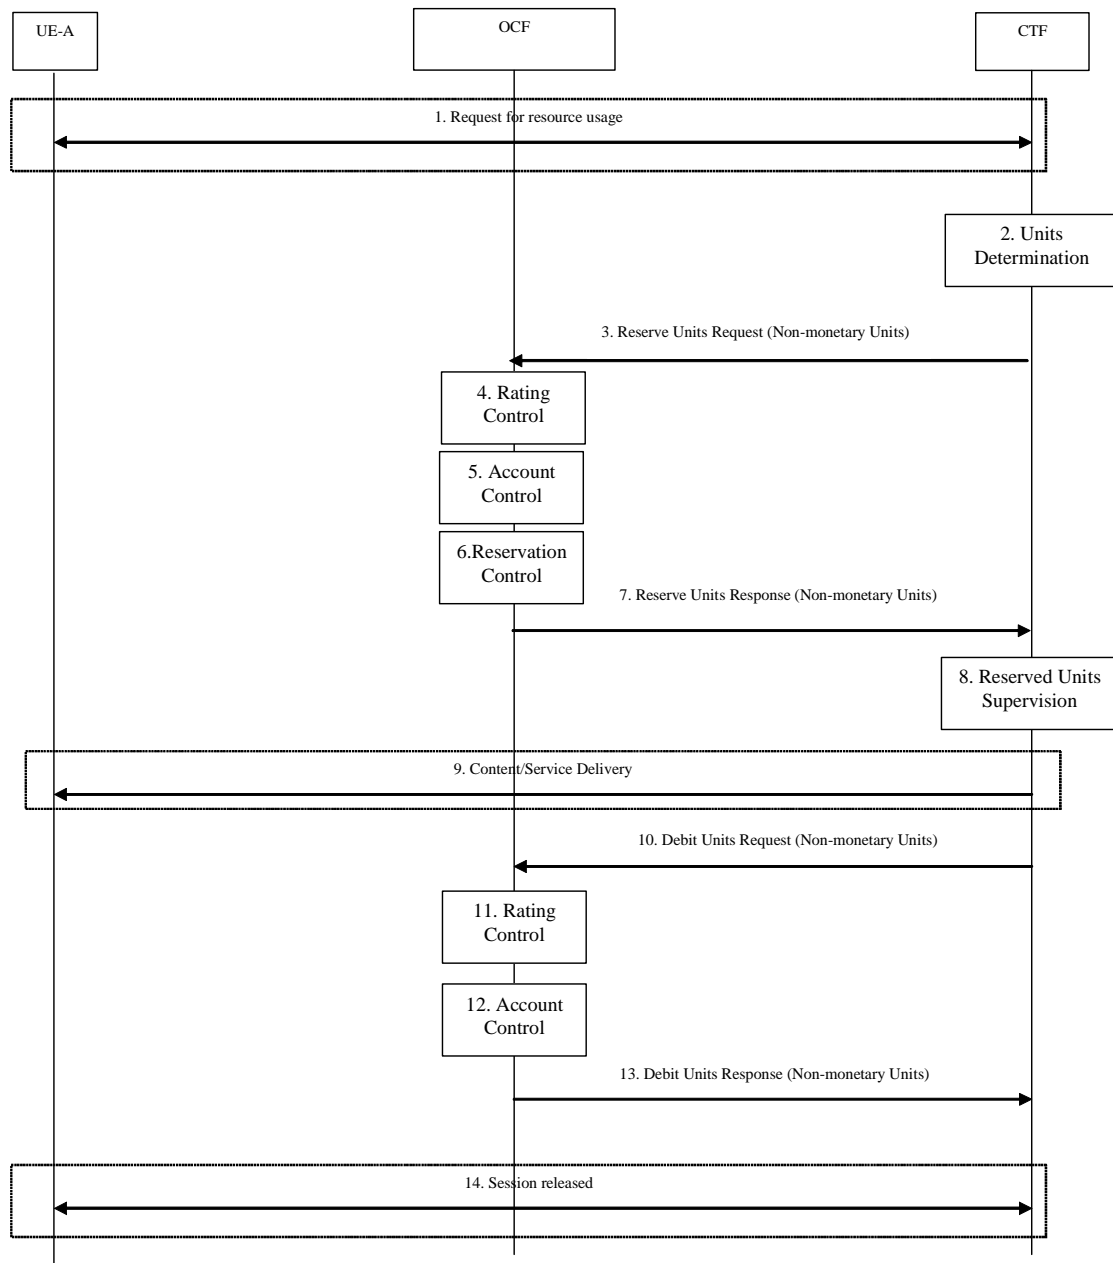 UE-A
OCF
CTF
1. Request for resource usage
2. Units
Determination
3. Reserve Units Request (Non-monetary Units)
4. Rating
Control
5. Account
Control
6.Reservation
Control
7. Reserve Units Response (Non-monetary Units)
8. Reserved Units
Supervision
9. Content/Service Delivery
10. Debit Units Request (Non-monetary Units)
11. Rating
Control
12. Account
Control
13. Debit Units Response (Non-monetary Units)
14. Session released